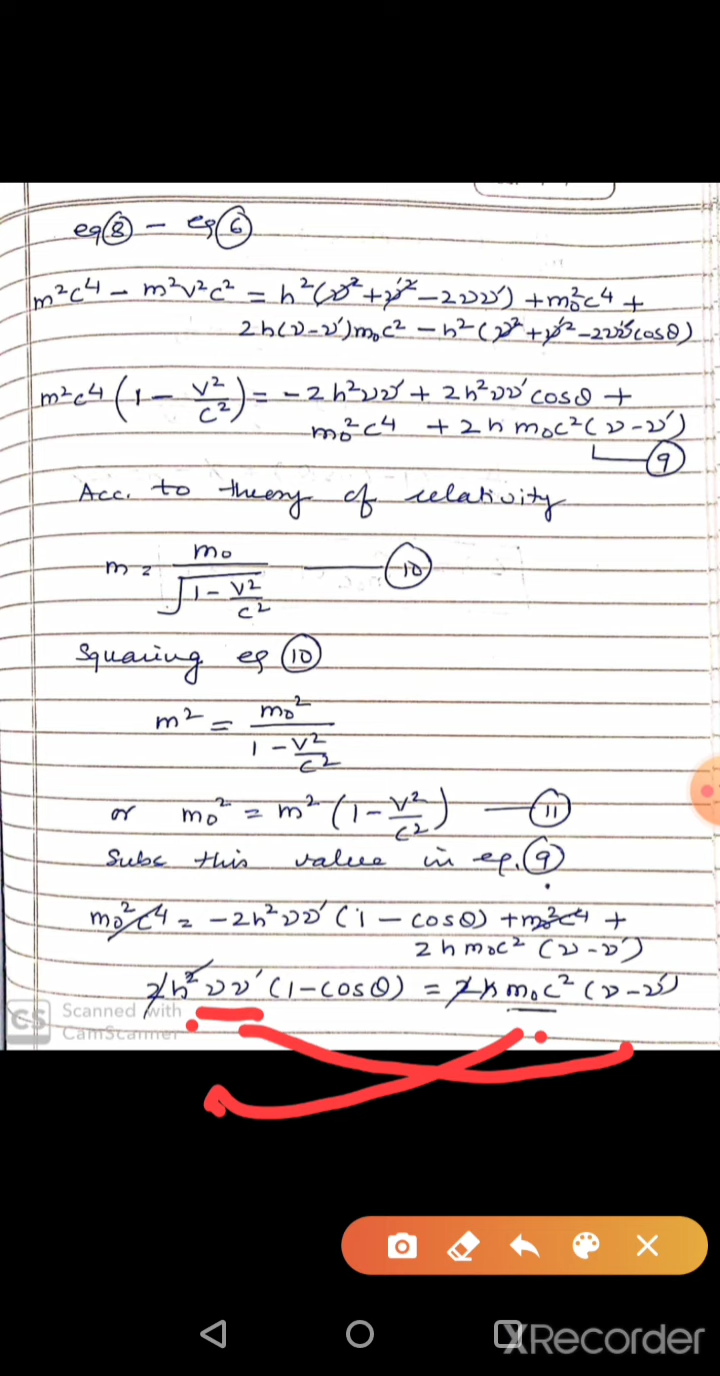 eq ⑧ - eq ⑥
m²c⁴ - m²v²c² = h²(ν² + ν'² - 2νν') + m₀²c⁴ +
2h(ν-ν')m₀c² - h²(ν² + ν'² - 2νν'cosθ)
m²c⁴(1 - v²/c²) = -2h²νν' + 2h²νν'cosθ +
m₀²c⁴ + 2hm₀c²(ν-ν')
⑨
Acc. to theory of relativity
m = m₀/√(1 - v²/c²) ⑩
Squaring eq ⑩
m² = m₀²/(1 - v²/c²)
or m₀² = m²(1 - v²/c²) ⑪
Subs this value in eq. ⑨
m₀²c⁴ = -2h²νν'(1 - cosθ) + m₀²c⁴ +
2hm₀c²(ν-ν')
2h²νν'(1-cosθ) = 2hm₀c²(ν-ν')
CS Scanned with
CamScanner
XRecorder